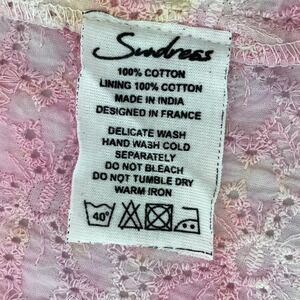 Sundress
100% COTTON
LINING 100% COTTON
MADE IN INDIA
DESIGNED IN FRANCE
DELICATE WASH
HAND WASH COLD
SEPARATELY
DO NOT BLEACH
DO NOT TUMBLE DRY
WARM IRON
40°